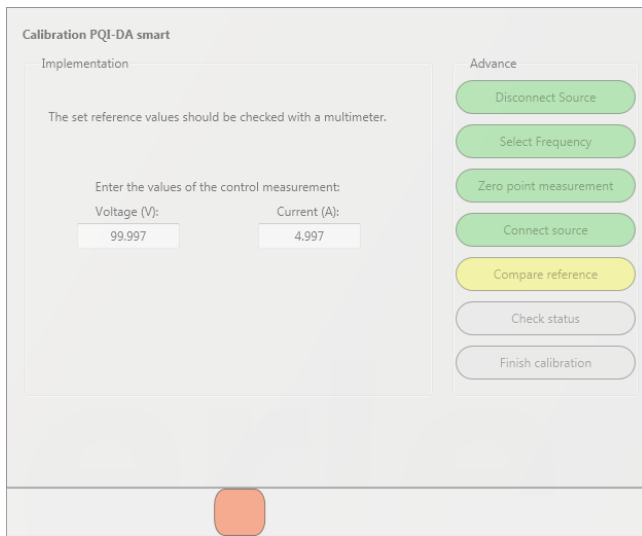 Calibration PQI-DA smart
Implementation
The set reference values should be checked with a multimeter.
Enter the values of the control measurement:
Voltage (V):
Current (A):
99.997
4.997
Advance
Disconnect Source
Select Frequency
Zero point measurement
Connect source
Compare reference
Check status
Finish calibration